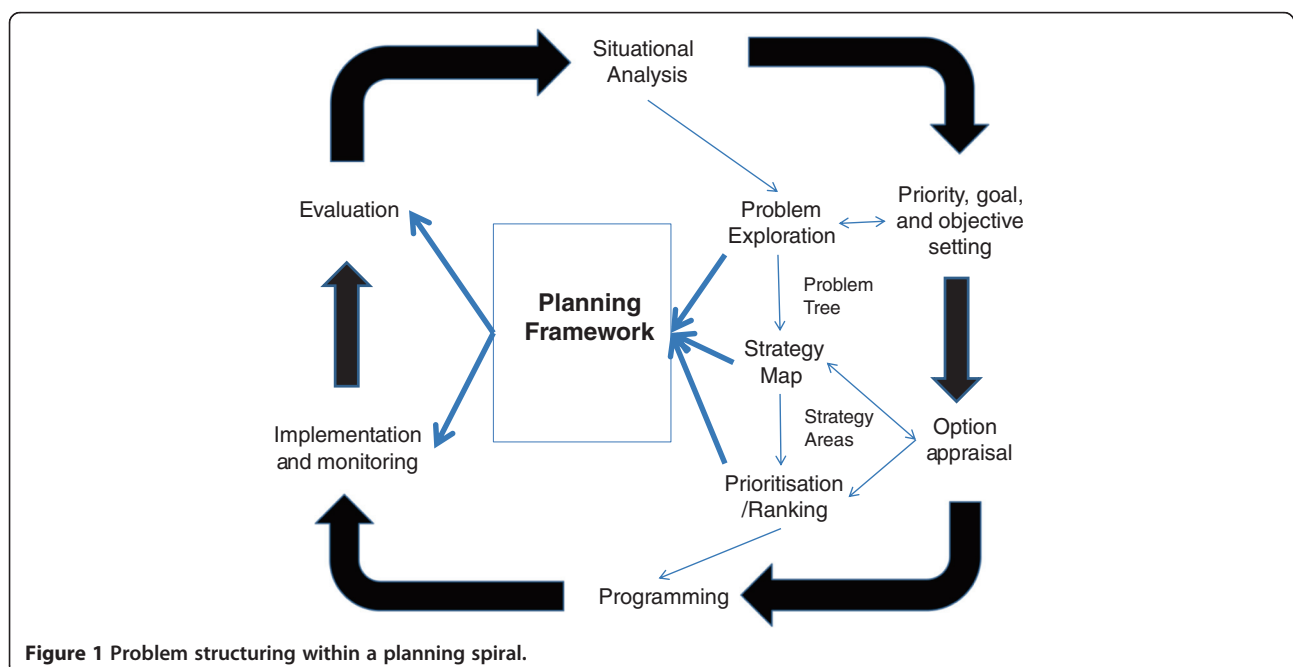 Situational
Analysis
Evaluation
Problem
Exploration
Priority, goal,
and objective
setting
Planning
Framework
Problem
Tree
Strategy
Map
Strategy
Areas
Option
appraisal
Implementation
and monitoring
Prioritisation
/Ranking
Programming
Figure 1 Problem structuring within a planning spiral.